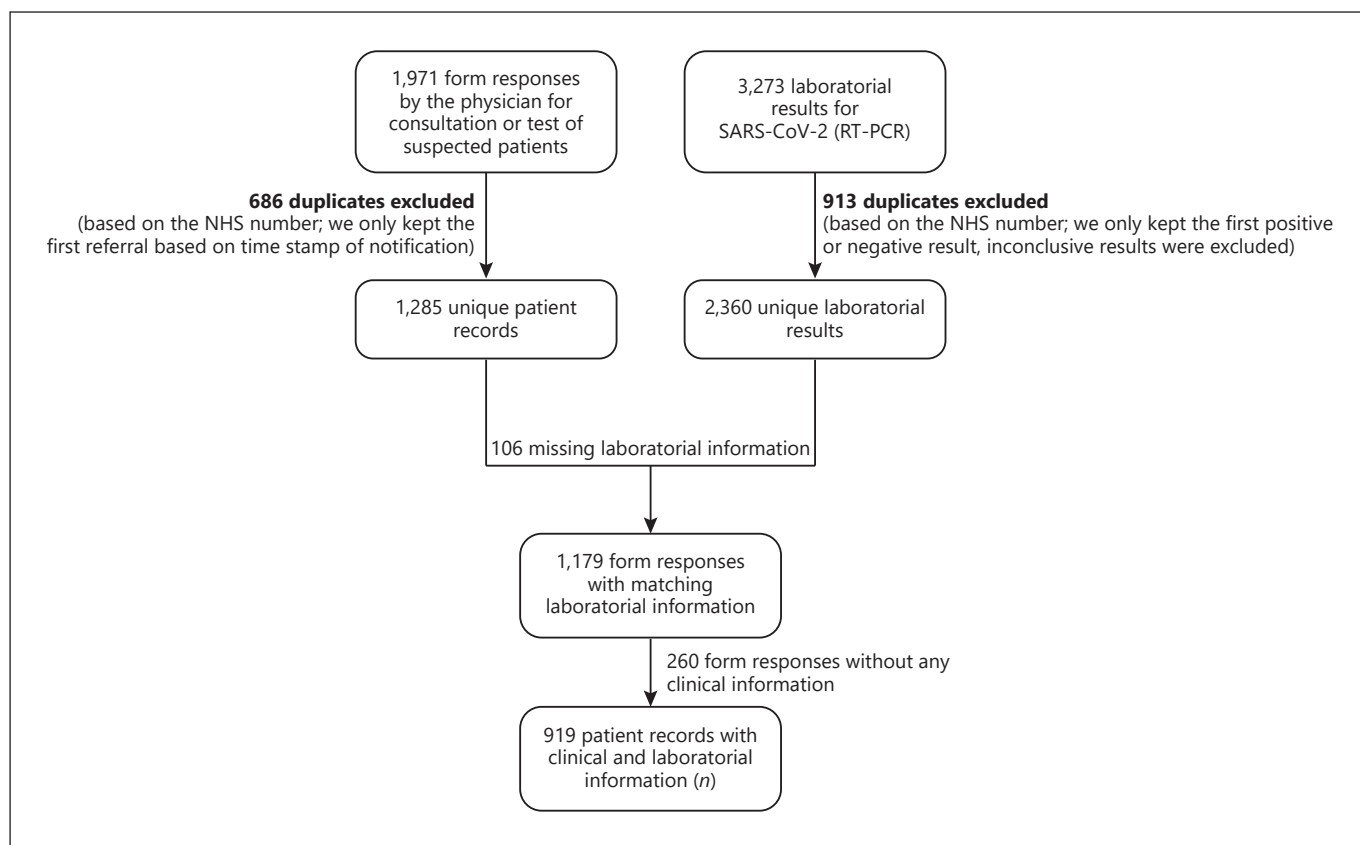 1,971 form responses
by the physician for
consultation or test of
suspected patients
3,273 laboratorial
results for
SARS-CoV-2 (RT-PCR)
686 duplicates excluded
(based on the NHS number; we only kept the
first referral based on time stamp of notification)
913 duplicates excluded
(based on the NHS number; we only kept the first positive
or negative result, inconclusive results were excluded)
1,285 unique patient
records
2,360 unique laboratorial
results
106 missing laboratorial information
1,179 form responses
with matching
laboratorial information
260 form responses without any
clinical information
919 patient records with
clinical and laboratorial
information (n)